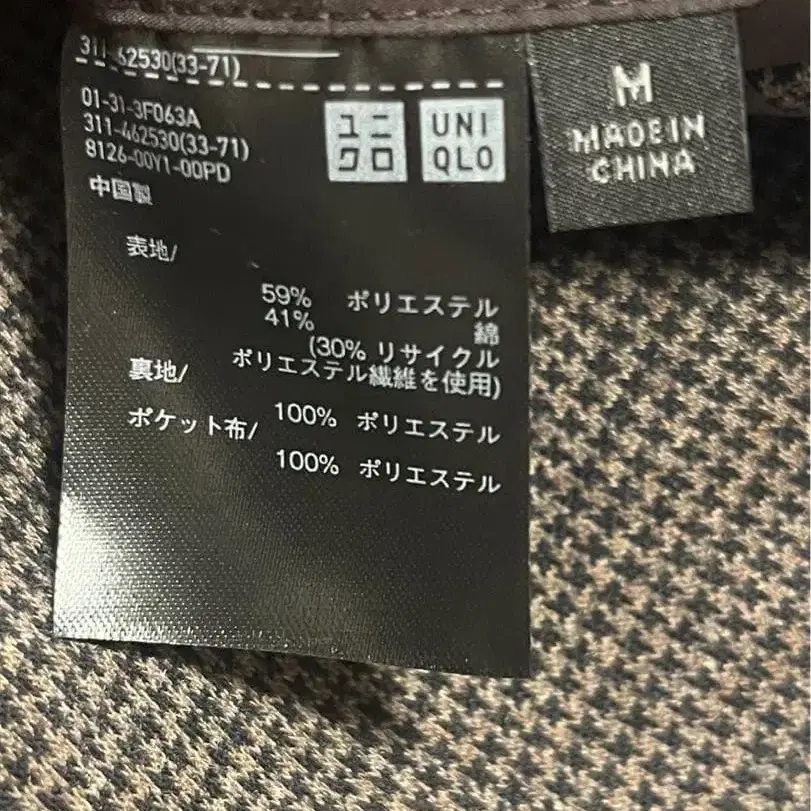 311-62530(33-71)
01-31-3F063A
311-462530(33-71)
8126-00Y1-00PD
中国製
ユニ
クロ
UNI
QLO
M
MADE IN
CHINA
表地/
59% ポリエステル
41% 綿
(30% リサイクル
ポリエステル繊維を使用)
裏地/
100% ポリエステル
ポケット布/
100% ポリエステル